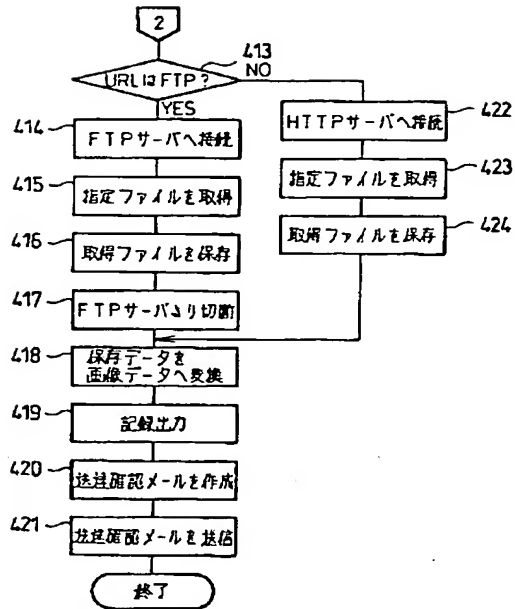 2
413
URLはFTP?
NO
YES
414
FTPサーバへ接続
422
HTTPサーバへ接続
415
指定ファイルを取得
423
指定ファイルを取得
416
取得ファイルを保存
424
取得ファイルを保存
417
FTPサーバより切断
418
保存データを
画像データへ変換
419
記録出力
420
送達確認メールを作成
421
送達確認メールを送信
終了